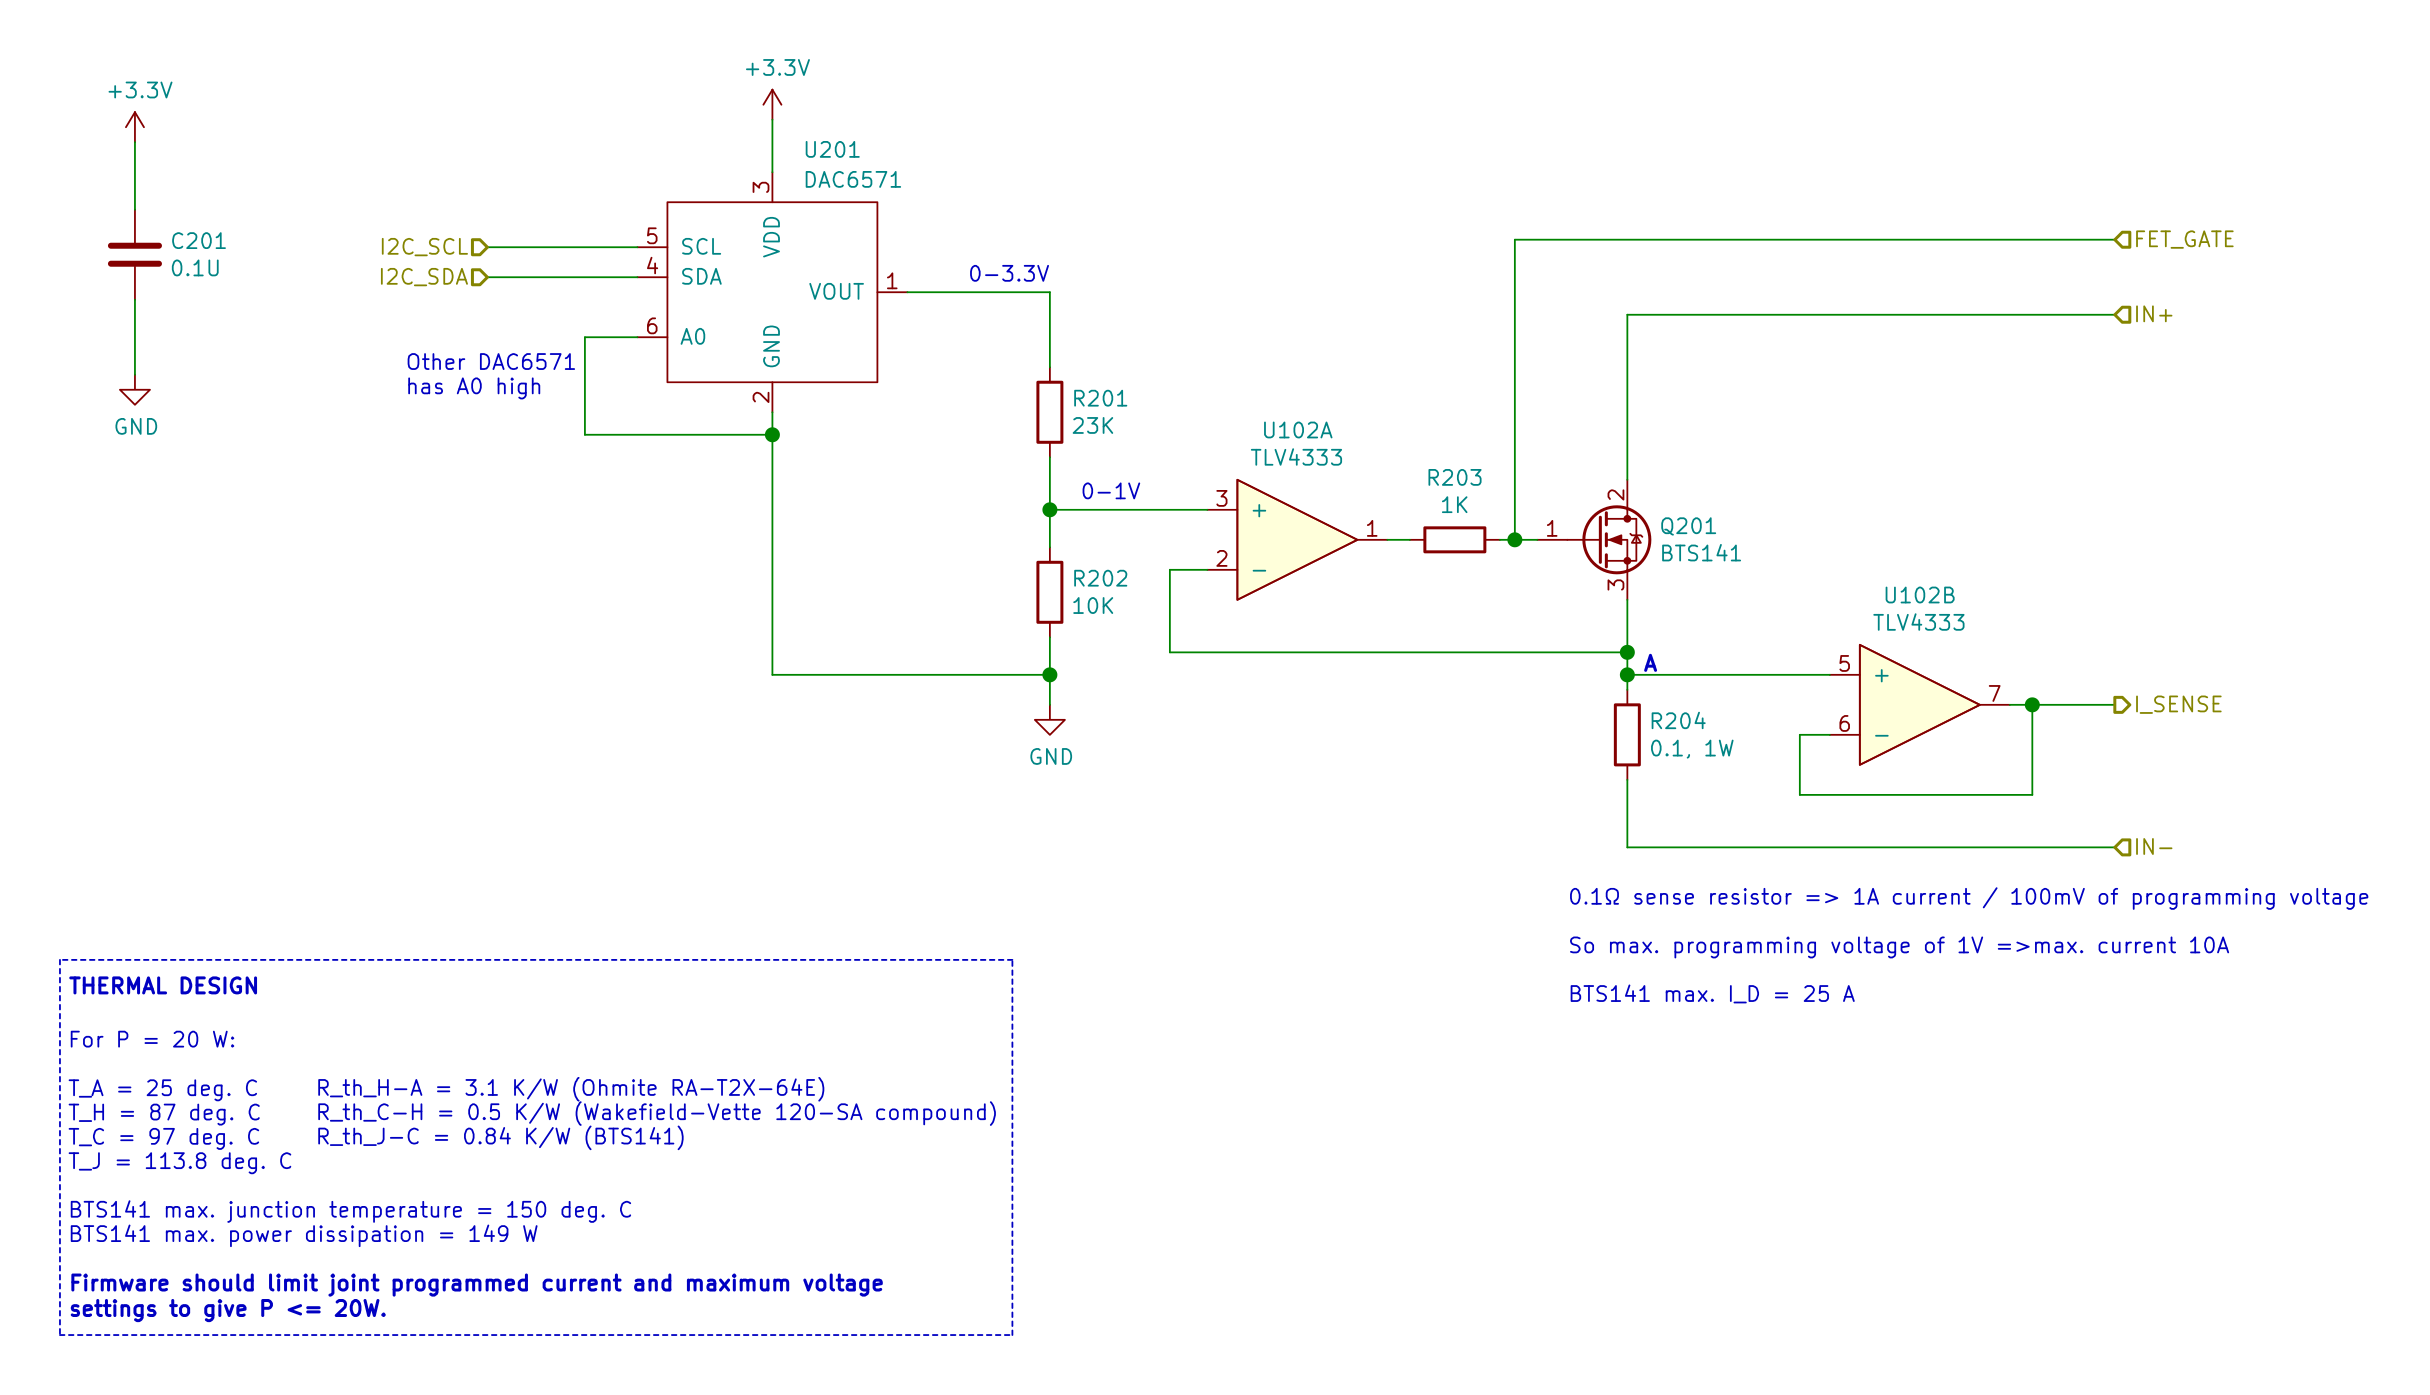 +3.3V
C201
0.1U
GND
+3.3V
U201
DAC6571
I2C_SCL
I2C_SDA
5
4
6
3
2
1
SCL
SDA
A0
VDD
GND
VOUT
Other DAC6571
has A0 high
0-3.3V
R201
23K
0-1V
R202
10K
GND
U102A
TLV4333
3
+
2
-
1
R203
1K
1
2
3
Q201
BTS141
FET_GATE
IN+
A
R204
0.1, 1W
U102B
TLV4333
5
+
6
-
7
I_SENSE
IN-
0.1Ω sense resistor => 1A current / 100mV of programming voltage
So max. programming voltage of 1V =>max. current 10A
BTS141 max. I_D = 25 A
THERMAL DESIGN
For P = 20 W:
T_A = 25 deg. C R_th_H-A = 3.1 K/W (Ohmite RA-T2X-64E)
T_H = 87 deg. C R_th_C-H = 0.5 K/W (Wakefield-Vette 120-SA compound)
T_C = 97 deg. C R_th_J-C = 0.84 K/W (BTS141)
T_J = 113.8 deg. C
BTS141 max. junction temperature = 150 deg. C
BTS141 max. power dissipation = 149 W
Firmware should limit joint programmed current and maximum voltage
settings to give P <= 20W.